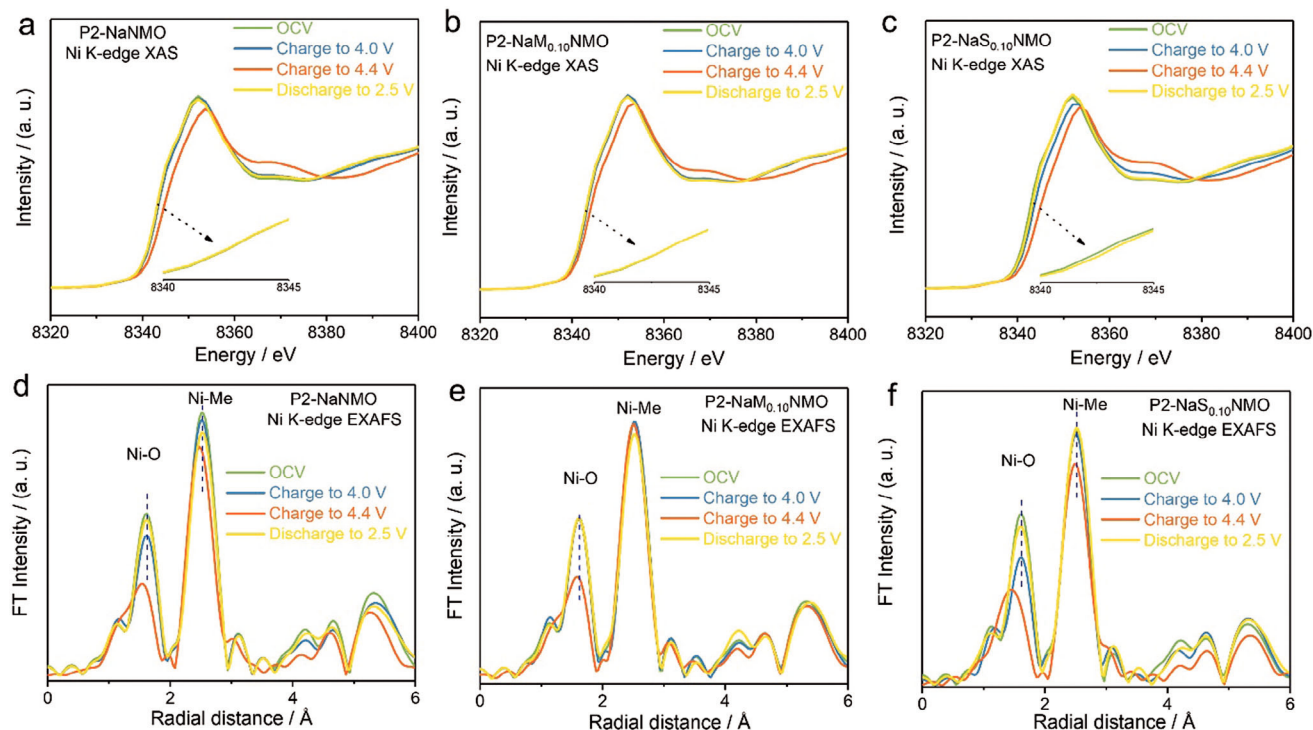 a
P2-NaNMO
Ni K-edge XAS
OCV
Charge to 4.0 V
Charge to 4.4 V
Discharge to 2.5 V
Intensity / (a. u.)
8340 8345
8320 8340 8360 8380 8400
Energy / eV
b
P2-NaM0.10NMO
Ni K-edge XAS
OCV
Charge to 4.0 V
Charge to 4.4 V
Discharge to 2.5 V
Intensity / (a. u.)
8340 8345
8320 8340 8360 8380 8400
Energy / eV
c
P2-NaS0.10NMO
Ni K-edge XAS
OCV
Charge to 4.0 V
Charge to 4.4 V
Discharge to 2.5 V
Intensity / (a. u.)
8340 8345
8320 8340 8360 8380 8400
Energy / eV
d
Ni-Me
P2-NaNMO
Ni K-edge EXAFS
Ni-O
OCV
Charge to 4.0 V
Charge to 4.4 V
Discharge to 2.5 V
FT Intensity / (a. u.)
0 2 4 6
Radial distance / Å
e
Ni-Me
P2-NaM0.10NMO
Ni K-edge EXAFS
Ni-O
OCV
Charge to 4.0 V
Charge to 4.4 V
Discharge to 2.5 V
FT Intensity / (a. u.)
0 2 4 6
Radial distance / Å
f
Ni-Me
P2-NaS0.10NMO
Ni K-edge EXAFS
Ni-O
OCV
Charge to 4.0 V
Charge to 4.4 V
Discharge to 2.5 V
FT Intensity / (a. u.)
0 2 4 6
Radial distance / Å